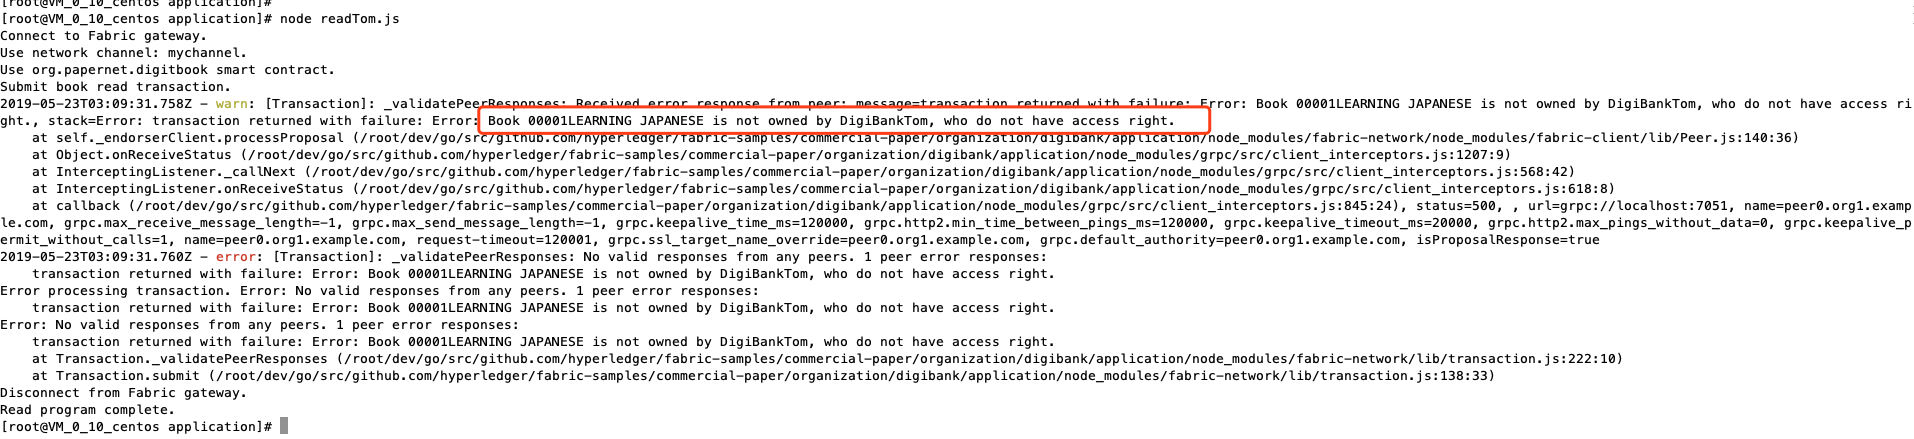 [root@VM_0_10_centos application]#
[root@VM_0_10_centos application]# node readTom.js
Connect to Fabric gateway.
Use network channel: mychannel.
Use org.papernet.digitbook smart contract.
Submit book read transaction.
2019-05-23T03:09:31.758Z - warn: [Transaction]: _validatePeerResponses: Received error response from peer: message=transaction returned with failure: Error: Book 00001LEARNING JAPANESE is not owned by DigiBankTom, who do not have access ri
ght., stack=Error: transaction returned with failure: Error: Book 00001LEARNING JAPANESE is not owned by DigiBankTom, who do not have access right.
    at self._endorserClient.processProposal (/root/dev/go/src/github.com/hyperledger/fabric-samples/commercial-paper/organization/digibank/application/node_modules/fabric-network/node_modules/fabric-client/lib/Peer.js:140:36)
    at Object.onReceiveStatus (/root/dev/go/src/github.com/hyperledger/fabric-samples/commercial-paper/organization/digibank/application/node_modules/grpc/src/client_interceptors.js:1207:9)
    at InterceptingListener._callNext (/root/dev/go/src/github.com/hyperledger/fabric-samples/commercial-paper/organization/digibank/application/node_modules/grpc/src/client_interceptors.js:568:42)
    at InterceptingListener.onReceiveStatus (/root/dev/go/src/github.com/hyperledger/fabric-samples/commercial-paper/organization/digibank/application/node_modules/grpc/src/client_interceptors.js:618:8)
    at callback (/root/dev/go/src/github.com/hyperledger/fabric-samples/commercial-paper/organization/digibank/application/node_modules/grpc/src/client_interceptors.js:845:24), status=500, , url=grpc://localhost:7051, name=peer0.org1.examp
le.com, grpc.max_receive_message_length=-1, grpc.max_send_message_length=-1, grpc.keepalive_time_ms=120000, grpc.http2.min_time_between_pings_ms=120000, grpc.keepalive_timeout_ms=20000, grpc.http2.max_pings_without_data=0, grpc.keepalive_p
ermit_without_calls=1, name=peer0.org1.example.com, request-timeout=120001, grpc.ssl_target_name_override=peer0.org1.example.com, grpc.default_authority=peer0.org1.example.com, isProposalResponse=true
2019-05-23T03:09:31.760Z - error: [Transaction]: _validatePeerResponses: No valid responses from any peers. 1 peer error responses:
    transaction returned with failure: Error: Book 00001LEARNING JAPANESE is not owned by DigiBankTom, who do not have access right.
Error processing transaction. Error: No valid responses from any peers. 1 peer error responses:
    transaction returned with failure: Error: Book 00001LEARNING JAPANESE is not owned by DigiBankTom, who do not have access right.
Error: No valid responses from any peers. 1 peer error responses:
    transaction returned with failure: Error: Book 00001LEARNING JAPANESE is not owned by DigiBankTom, who do not have access right.
    at Transaction._validatePeerResponses (/root/dev/go/src/github.com/hyperledger/fabric-samples/commercial-paper/organization/digibank/application/node_modules/fabric-network/lib/transaction.js:222:10)
    at Transaction.submit (/root/dev/go/src/github.com/hyperledger/fabric-samples/commercial-paper/organization/digibank/application/node_modules/fabric-network/lib/transaction.js:138:33)
Disconnect from Fabric gateway.
Read program complete.
[root@VM_0_10_centos application]#